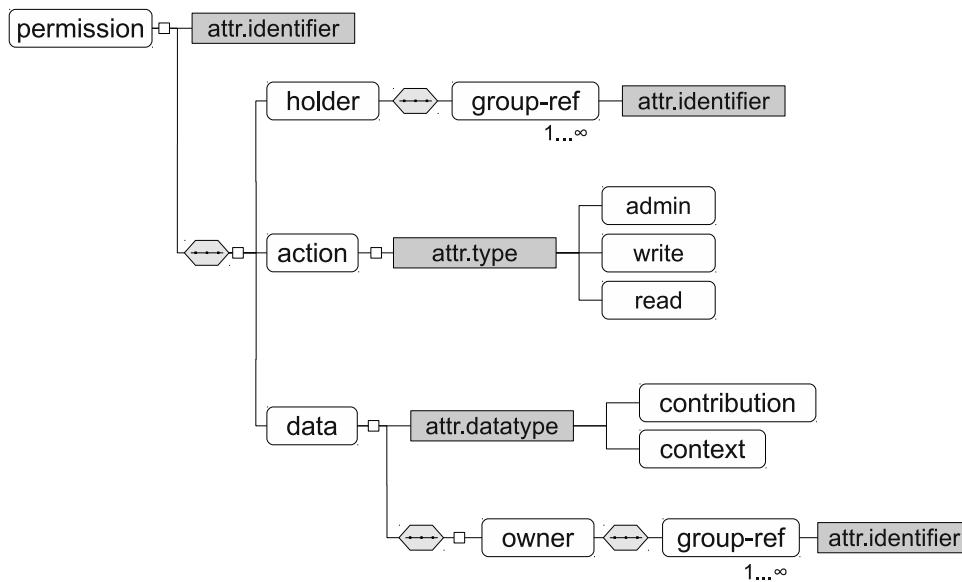 permission
attr.identifier
holder
group-ref
attr.identifier
1...∞
admin
action
attr.type
write
read
contribution
data
attr.datatype
context
owner
group-ref
attr.identifier
1...∞